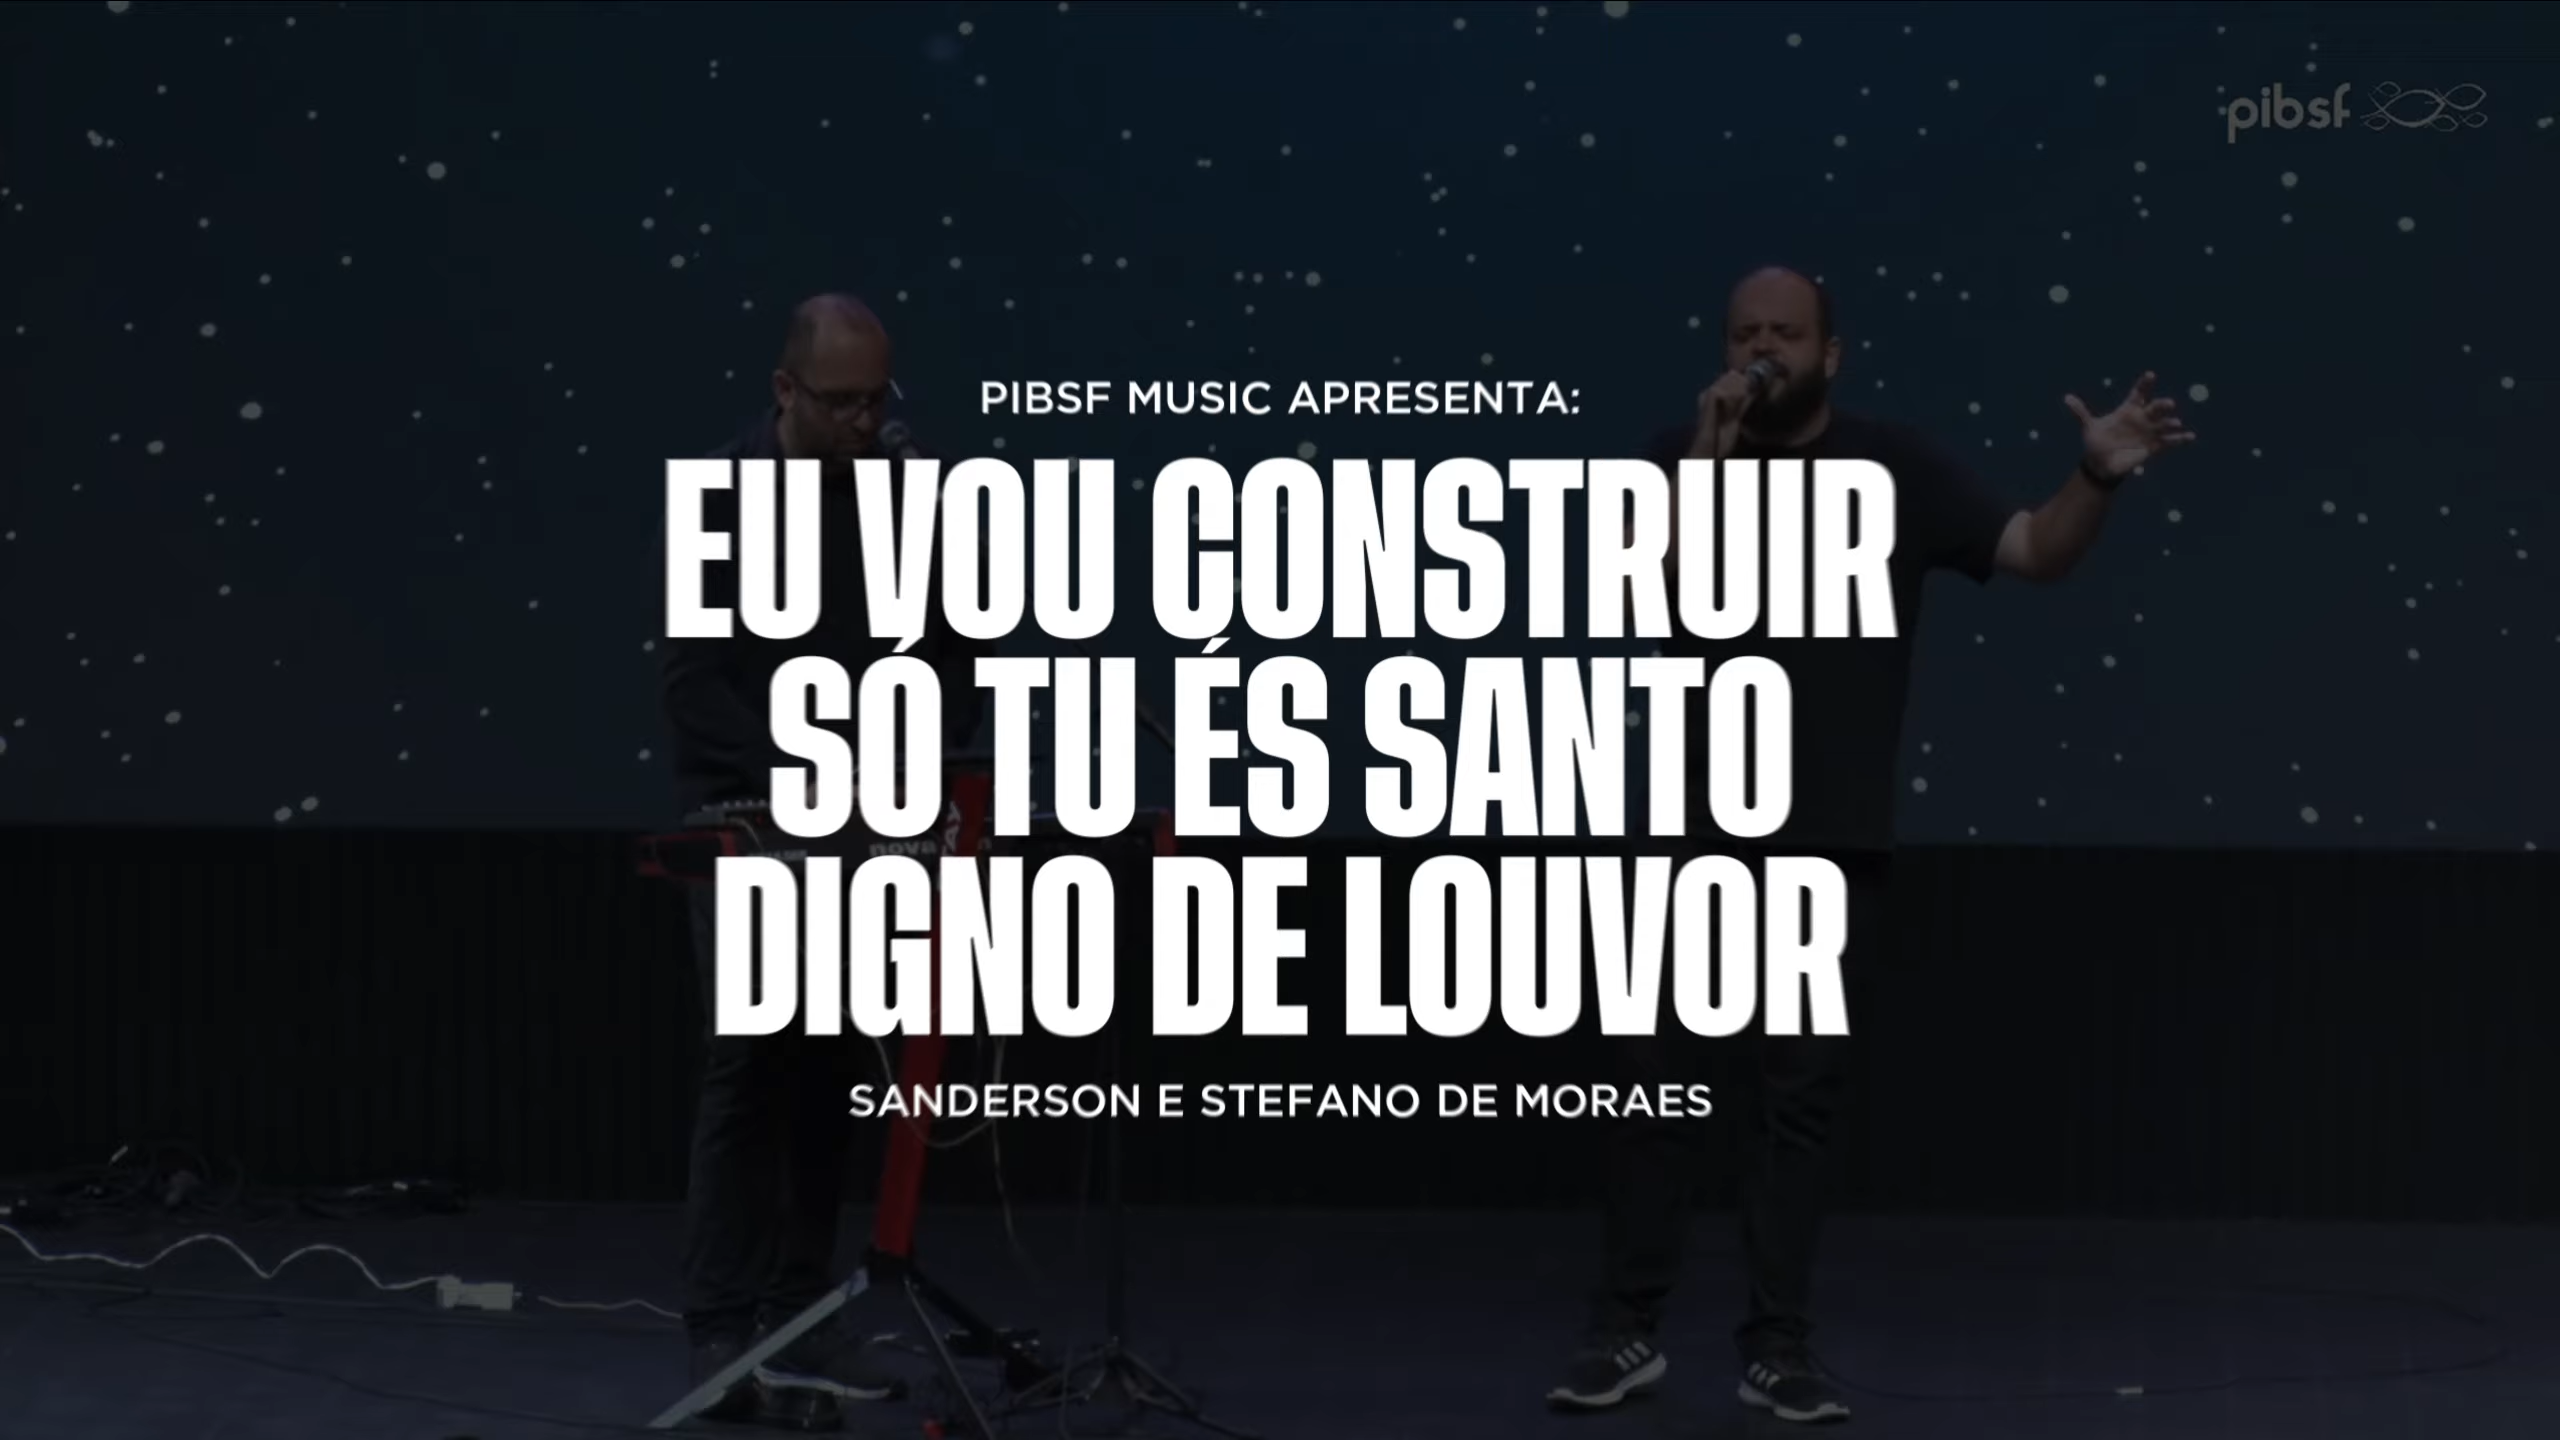 pibsf
PIBSF MUSIC APRESENTA:
EU VOU CONSTRUIR
SÓ TU ÉS SANTO
DIGNO DE LOUVOR
SANDERSON E STEFANO DE MORAES